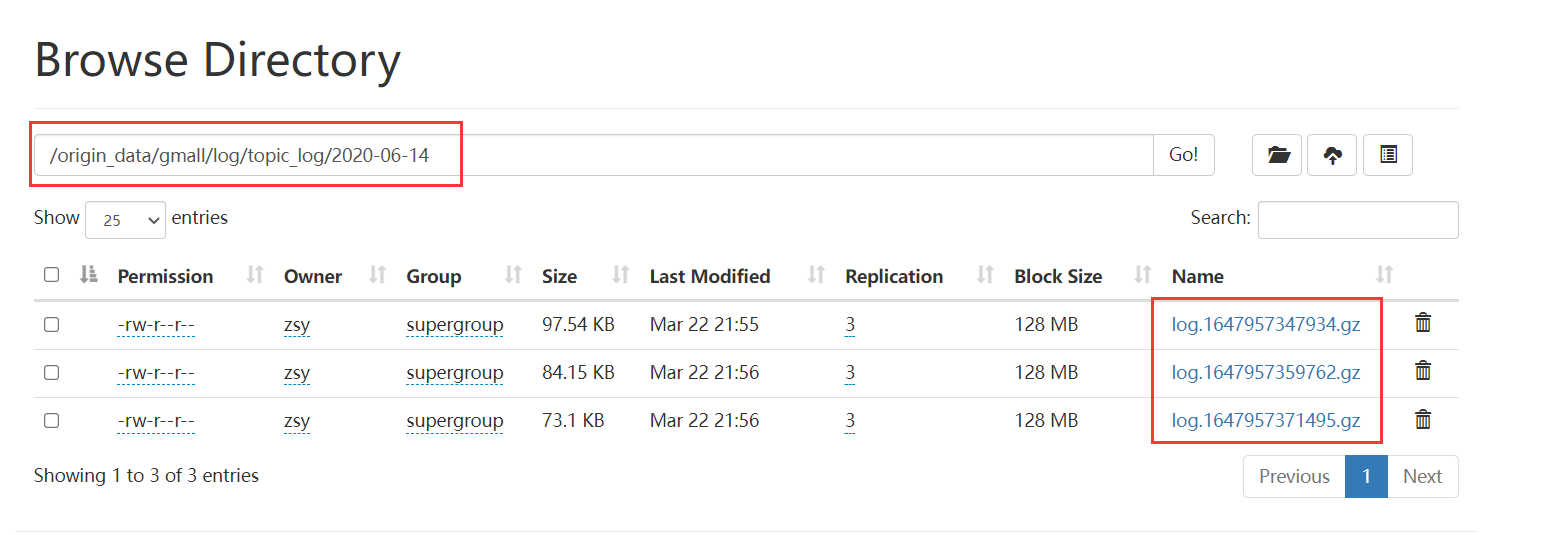 Browse Directory
/origin_data/gmall/log/topic_log/2020-06-14 Go!
Show 25 entries Search:
Permission Owner Group Size Last Modified Replication Block Size Name
-rw-r--r-- zsy supergroup 97.54 KB Mar 22 21:55 3 128 MB log.1647957347934.gz
-rw-r--r-- zsy supergroup 84.15 KB Mar 22 21:56 3 128 MB log.1647957359762.gz
-rw-r--r-- zsy supergroup 73.1 KB Mar 22 21:56 3 128 MB log.1647957371495.gz
Showing 1 to 3 of 3 entries Previous 1 Next